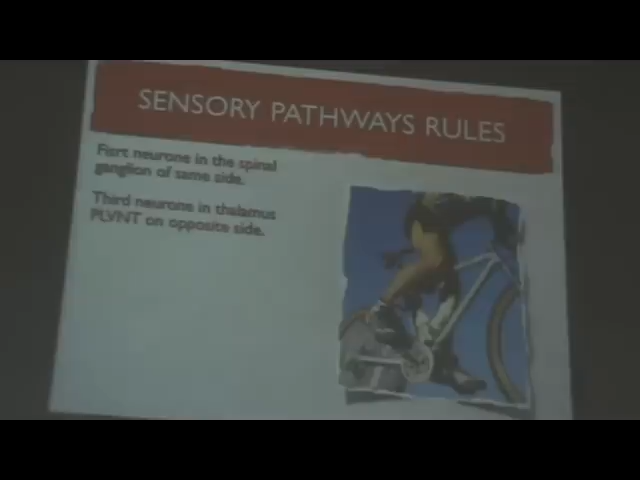 SENSORY PATHWAYS RULES
First neurone in the spinal
ganglion of same side.
Third neurone in thalamus
PLVNT on opposite side.